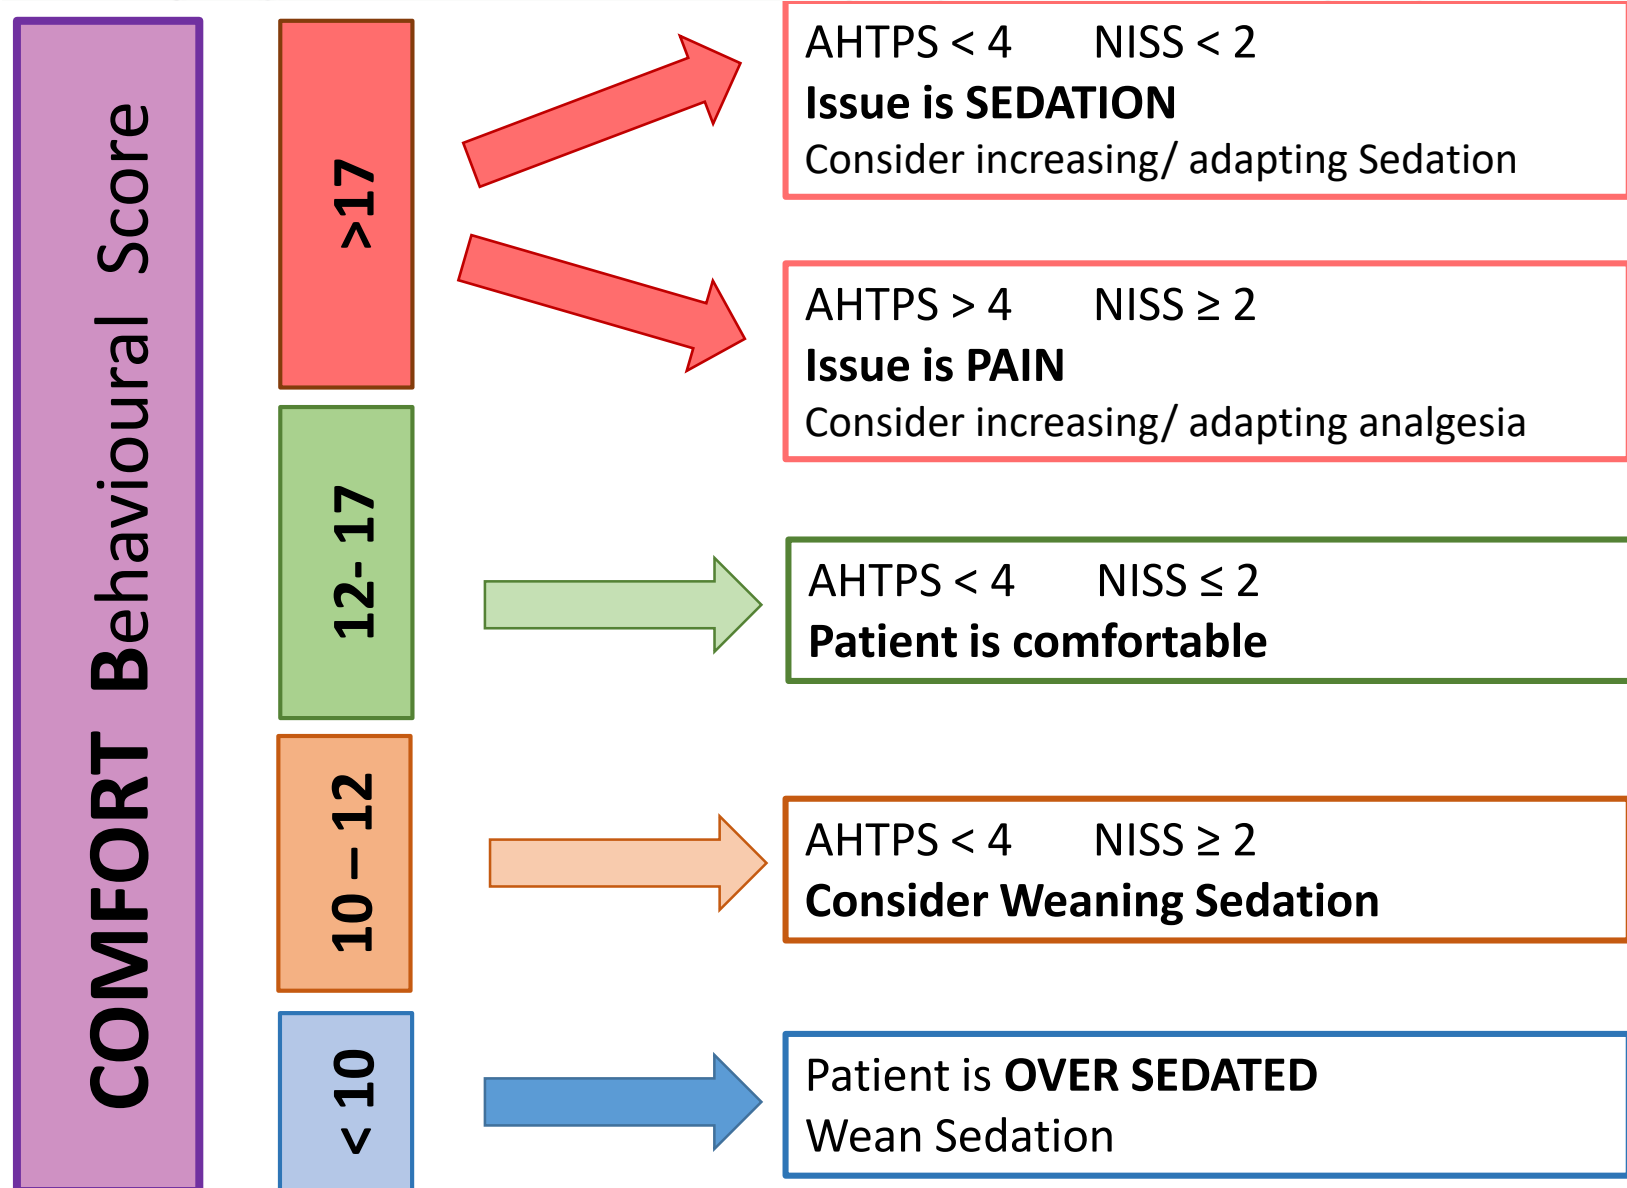 COMFORT Behavioural Score
>17
AHTPS < 4 NISS < 2
Issue is SEDATION
Consider increasing/ adapting Sedation
AHTPS > 4 NISS ≥ 2
Issue is PAIN
Consider increasing/ adapting analgesia
12- 17
AHTPS < 4 NISS ≤ 2
Patient is comfortable
10 – 12
AHTPS < 4 NISS ≥ 2
Consider Weaning Sedation
< 10
Patient is OVER SEDATED
Wean Sedation